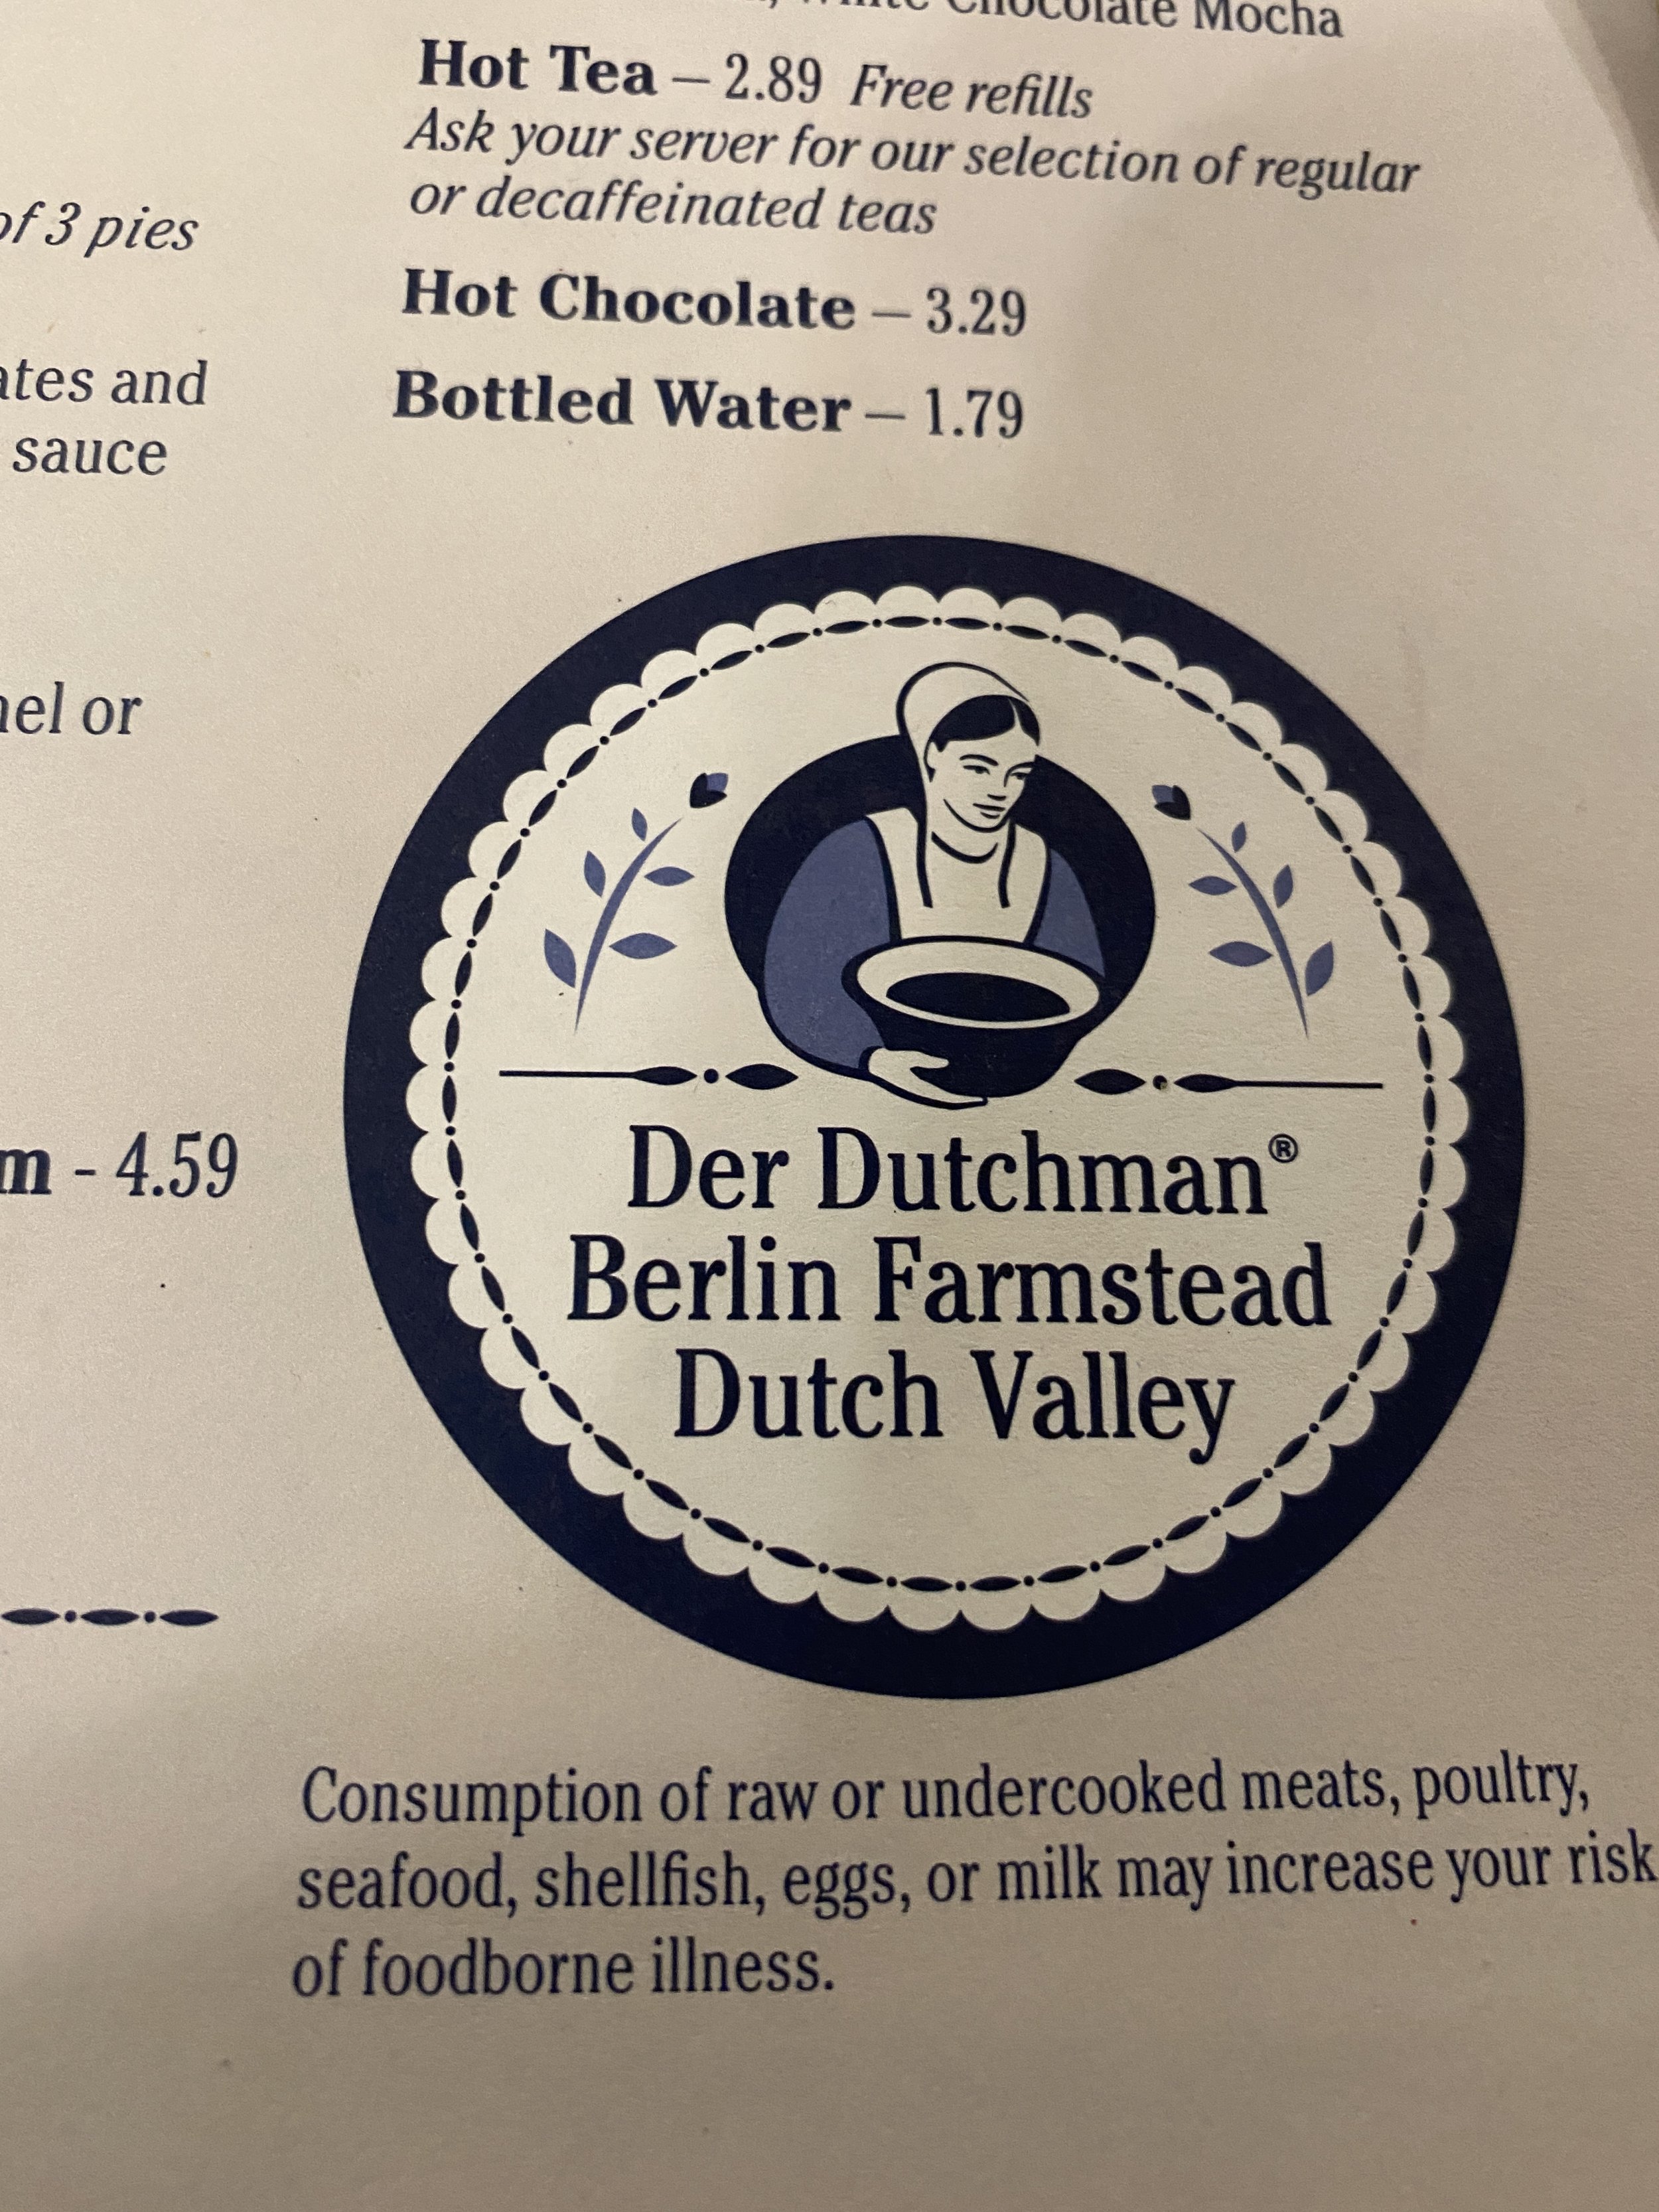 of 3 pies
and
sauce
or
- 4.59
Chocolate Mocha
Hot Tea – 2.89 Free refills
Ask your server for our selection of regular
or decaffeinated teas
Hot Chocolate – 3.29
Bottled Water – 1.79
Der Dutchman®
Berlin Farmstead
Dutch Valley
Consumption of raw or undercooked meats, poultry,
seafood, shellfish, eggs, or milk may increase your risk
of foodborne illness.